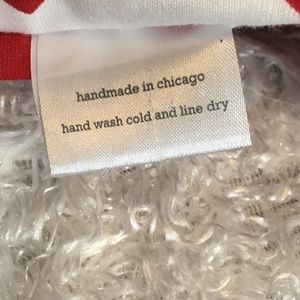 handmade in chicago
hand wash cold and line dry